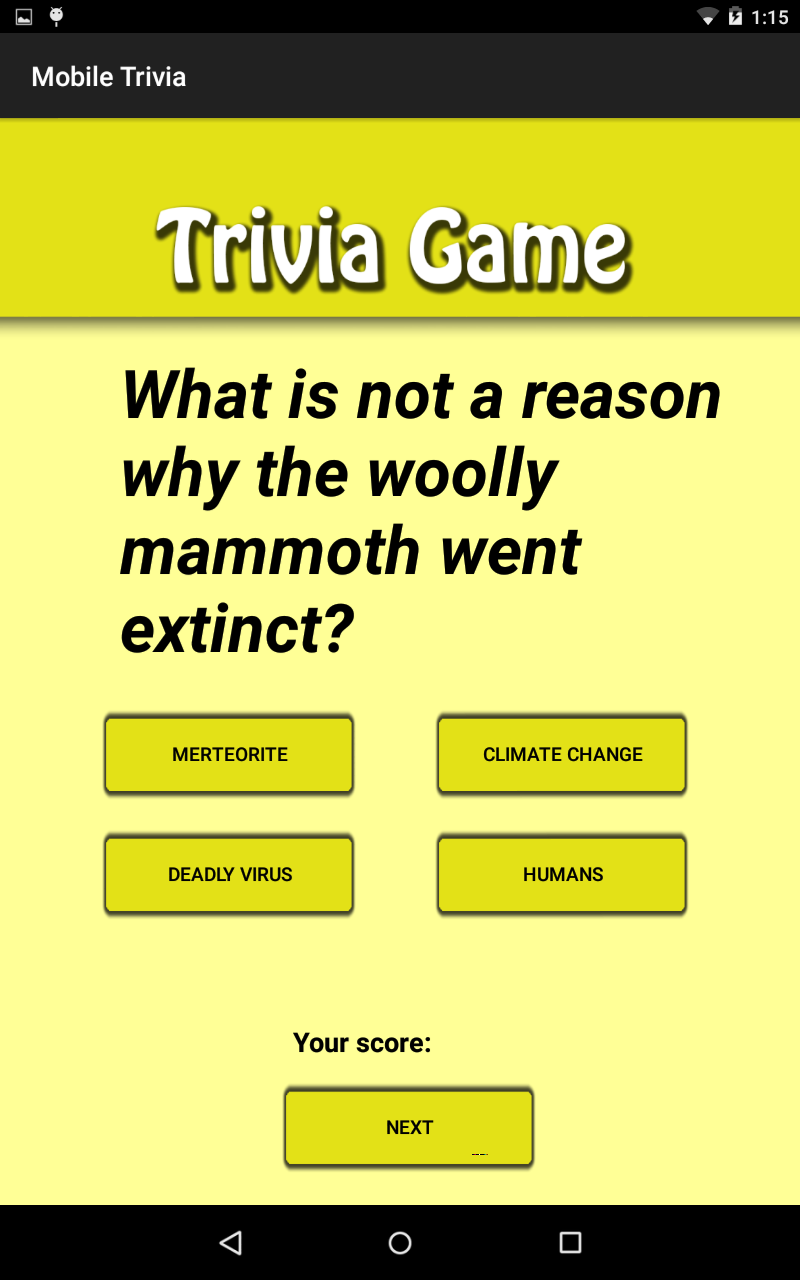 1:15
Mobile Trivia
Trivia Game
What is not a reason
why the woolly
mammoth went
extinct?
MERTEORITE
CLIMATE CHANGE
DEADLY VIRUS
HUMANS
Your score:
NEXT